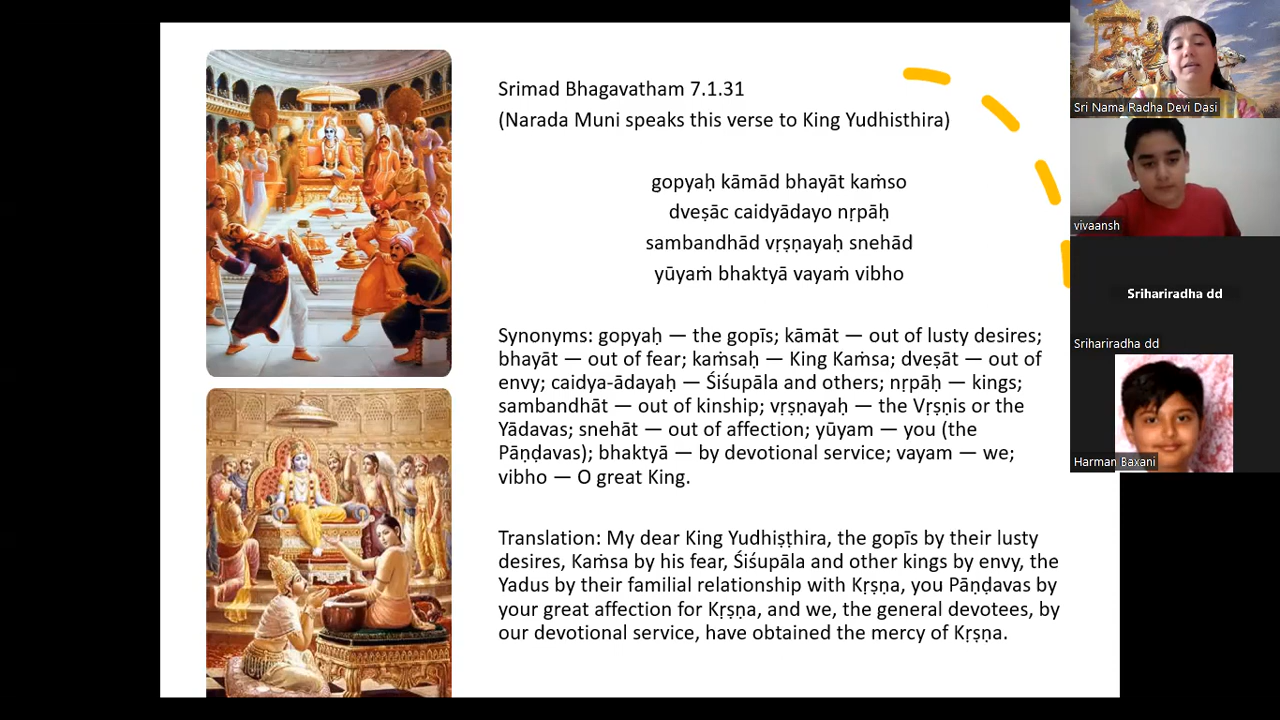 Srimad Bhagavatham 7.1.31
(Narada Muni speaks this verse to King Yudhisthira)
gopyaḥ kāmād bhayāt kaṁso
dveṣāc caidyādayo nṛpāḥ
sambandhād vṛṣṇayaḥ snehād
yūyaṁ bhaktyā vayaṁ vibho
Synonyms: gopyaḥ — the gopīs; kāmāt — out of lusty desires;
bhayāt — out of fear; kaṁsaḥ — King Kaṁsa; dveṣāt — out of
envy; caidya-ādayaḥ — Śiśupāla and others; nṛpāḥ — kings;
sambandhāt — out of kinship; vṛṣṇayaḥ — the Vṛṣṇis or the
Yādavas; snehāt — out of affection; yūyam — you (the
Pāṇḍavas); bhaktyā — by devotional service; vayam — we;
vibho — O great King.
Translation: My dear King Yudhiṣṭhira, the gopīs by their lusty
desires, Kaṁsa by his fear, Śiśupāla and other kings by envy, the
Yadus by their familial relationship with Kṛṣṇa, you Pāṇḍavas by
your great affection for Kṛṣṇa, and we, the general devotees, by
our devotional service, have obtained the mercy of Kṛṣṇa.
Sri Nama Radha Devi Dasi
vivaansh
Srihariradha dd
Srihariradha dd
Harman Baxani